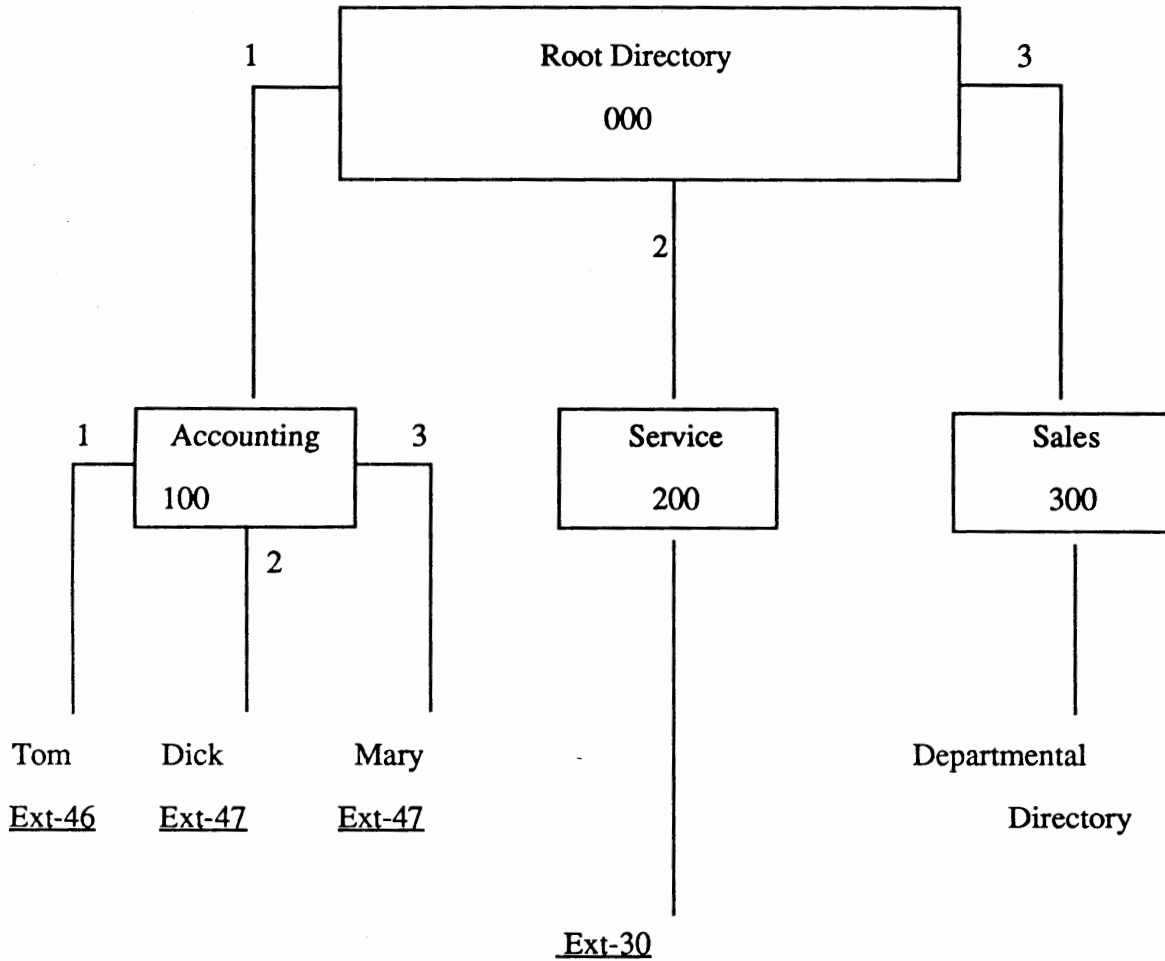 1
Root Directory
3
000
2
1
Accounting
3
Service
Sales
100
200
300
2
Tom
Dick
Mary
Departmental
Ext-46
Ext-47
Ext-47
Directory
Ext-30